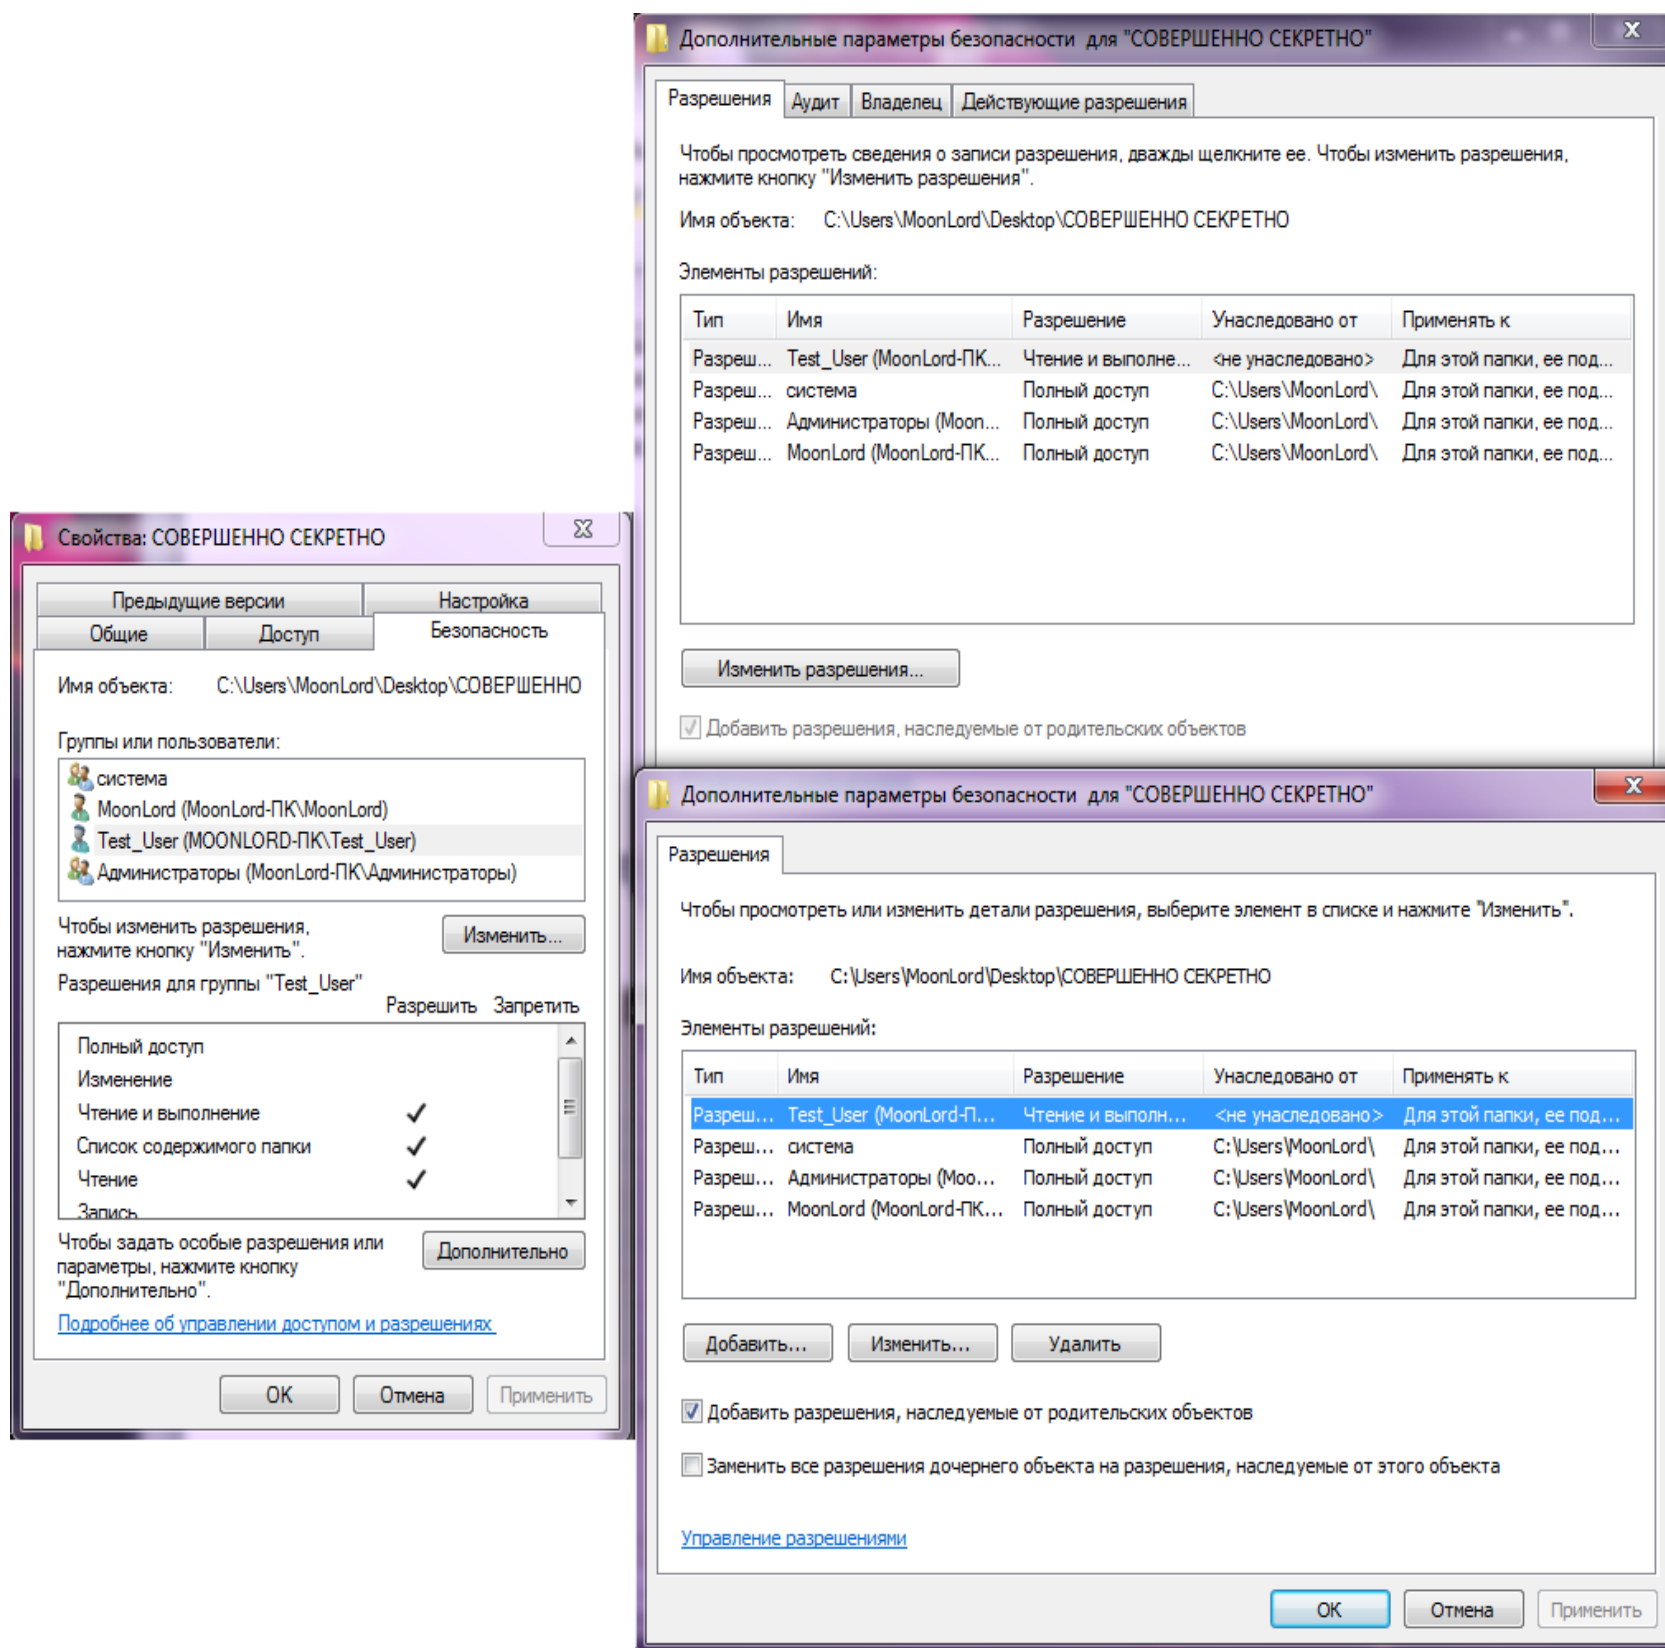 Дополнительные параметры безопасности для "СОВЕРШЕННО СЕКРЕТНО"
Разрешения Аудит Владелец Действующие разрешения
Чтобы просмотреть сведения о записи разрешения, дважды щелкните ее. Чтобы изменить разрешения,
нажмите кнопку "Изменить разрешения".
Имя объекта: C:\Users\MoonLord\Desktop\СОВЕРШЕННО СЕКРЕТНО
Элементы разрешений:
Тип Имя Разрешение Унаследовано от Применять к
Разреш... Test_User (MoonLord-ПК... Чтение и выполне... <не унаследовано> Для этой папки, ее под...
Разреш... система Полный доступ C:\Users\MoonLord\ Для этой папки, ее под...
Разреш... Администраторы (Moon... Полный доступ C:\Users\MoonLord\ Для этой папки, ее под...
Разреш... MoonLord (MoonLord-ПК... Полный доступ C:\Users\MoonLord\ Для этой папки, ее под...
Изменить разрешения...
Добавить разрешения, наследуемые от родительских объектов
Свойства: СОВЕРШЕННО СЕКРЕТНО
Предыдущие версии Настройка
Общие Доступ Безопасность
Имя объекта: C:\Users\MoonLord\Desktop\СОВЕРШЕННО
Группы или пользователи:
система
MoonLord (MoonLord-ПК\MoonLord)
Test_User (MOONLORD-ПК\Test_User)
Администраторы (MoonLord-ПК\Администраторы)
Чтобы изменить разрешения,
нажмите кнопку "Изменить".
Изменить...
Разрешения для группы "Test_User"
Разрешить Запретить
Полный доступ
Изменение
Чтение и выполнение
Список содержимого папки
Чтение
Запись
Чтобы задать особые разрешения или
параметры, нажмите кнопку
"Дополнительно".
Дополнительно
Подробнее об управлении доступом и разрешениях
ОК Отмена Применить
Дополнительные параметры безопасности для "СОВЕРШЕННО СЕКРЕТНО"
Разрешения
Чтобы просмотреть или изменить детали разрешения, выберите элемент в списке и нажмите "Изменить".
Имя объекта: C:\Users\MoonLord\Desktop\СОВЕРШЕННО СЕКРЕТНО
Элементы разрешений:
Тип Имя Разрешение Унаследовано от Применять к
Разреш... Test_User (MoonLord-П... Чтение и выполн... <не унаследовано> Для этой папки, ее под...
Разреш... система Полный доступ C:\Users\MoonLord\ Для этой папки, ее под...
Разреш... Администраторы (Moo... Полный доступ C:\Users\MoonLord\ Для этой папки, ее под...
Разреш... MoonLord (MoonLord-ПК... Полный доступ C:\Users\MoonLord\ Для этой папки, ее под...
Добавить... Изменить... Удалить
Добавить разрешения, наследуемые от родительских объектов
Заменить все разрешения дочернего объекта на разрешения, наследуемые от этого объекта
Управление разрешениями
ОК Отмена Применить